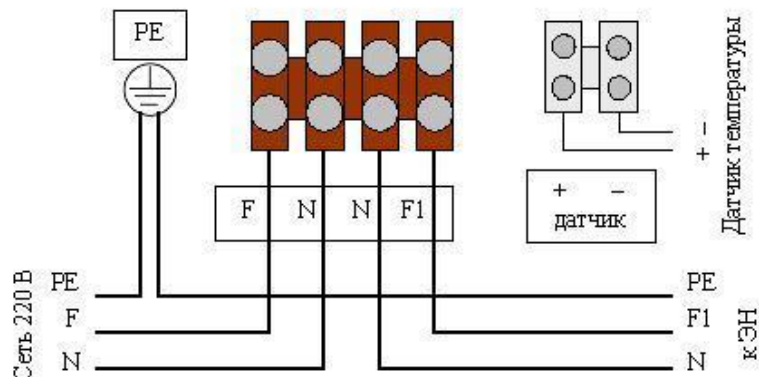 PE
F N N F1
+ –
датчик
–
+
Датчик температуры
Сеть 220 В
PE
F
N
PE
F1
N
к ЭН